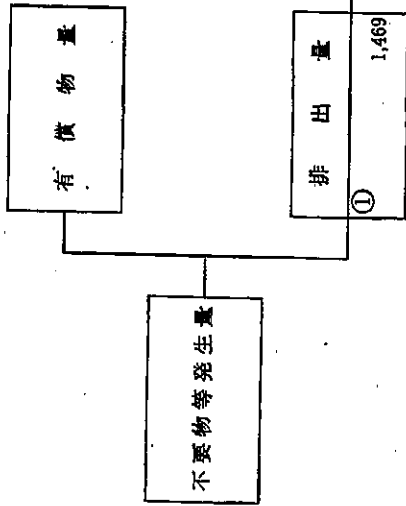 有償物量
不要物等発生量
排出量
①
1,469